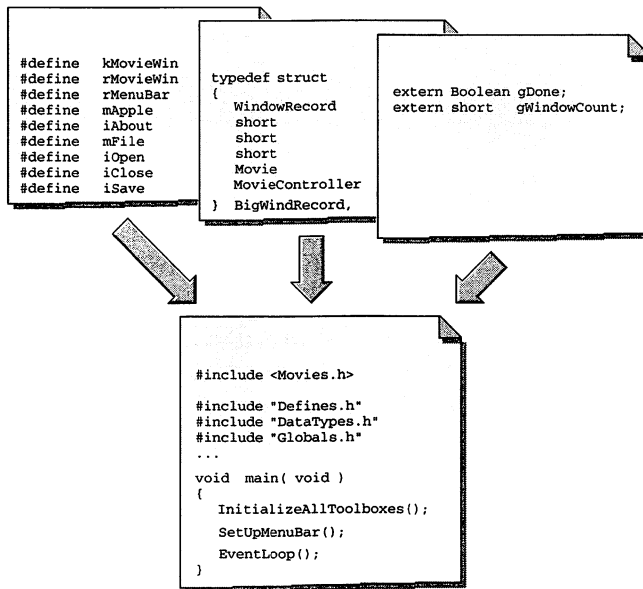 #define kMovieWin
#define rMovieWin
#define rMenuBar
#define mApple
#define iAbout
#define mFile
#define iOpen
#define iClose
#define iSave
typedef struct
{
WindowRecord
short
short
short
Movie
MovieController
} BigWindRecord,
extern Boolean gDone;
extern short gWindowCount;
#include <Movies.h>
#include "Defines.h"
#include "DataTypes.h"
#include "Globals.h"
...
void main( void )
{
InitializeAllToolboxes();
SetUpMenuBar();
EventLoop();
}